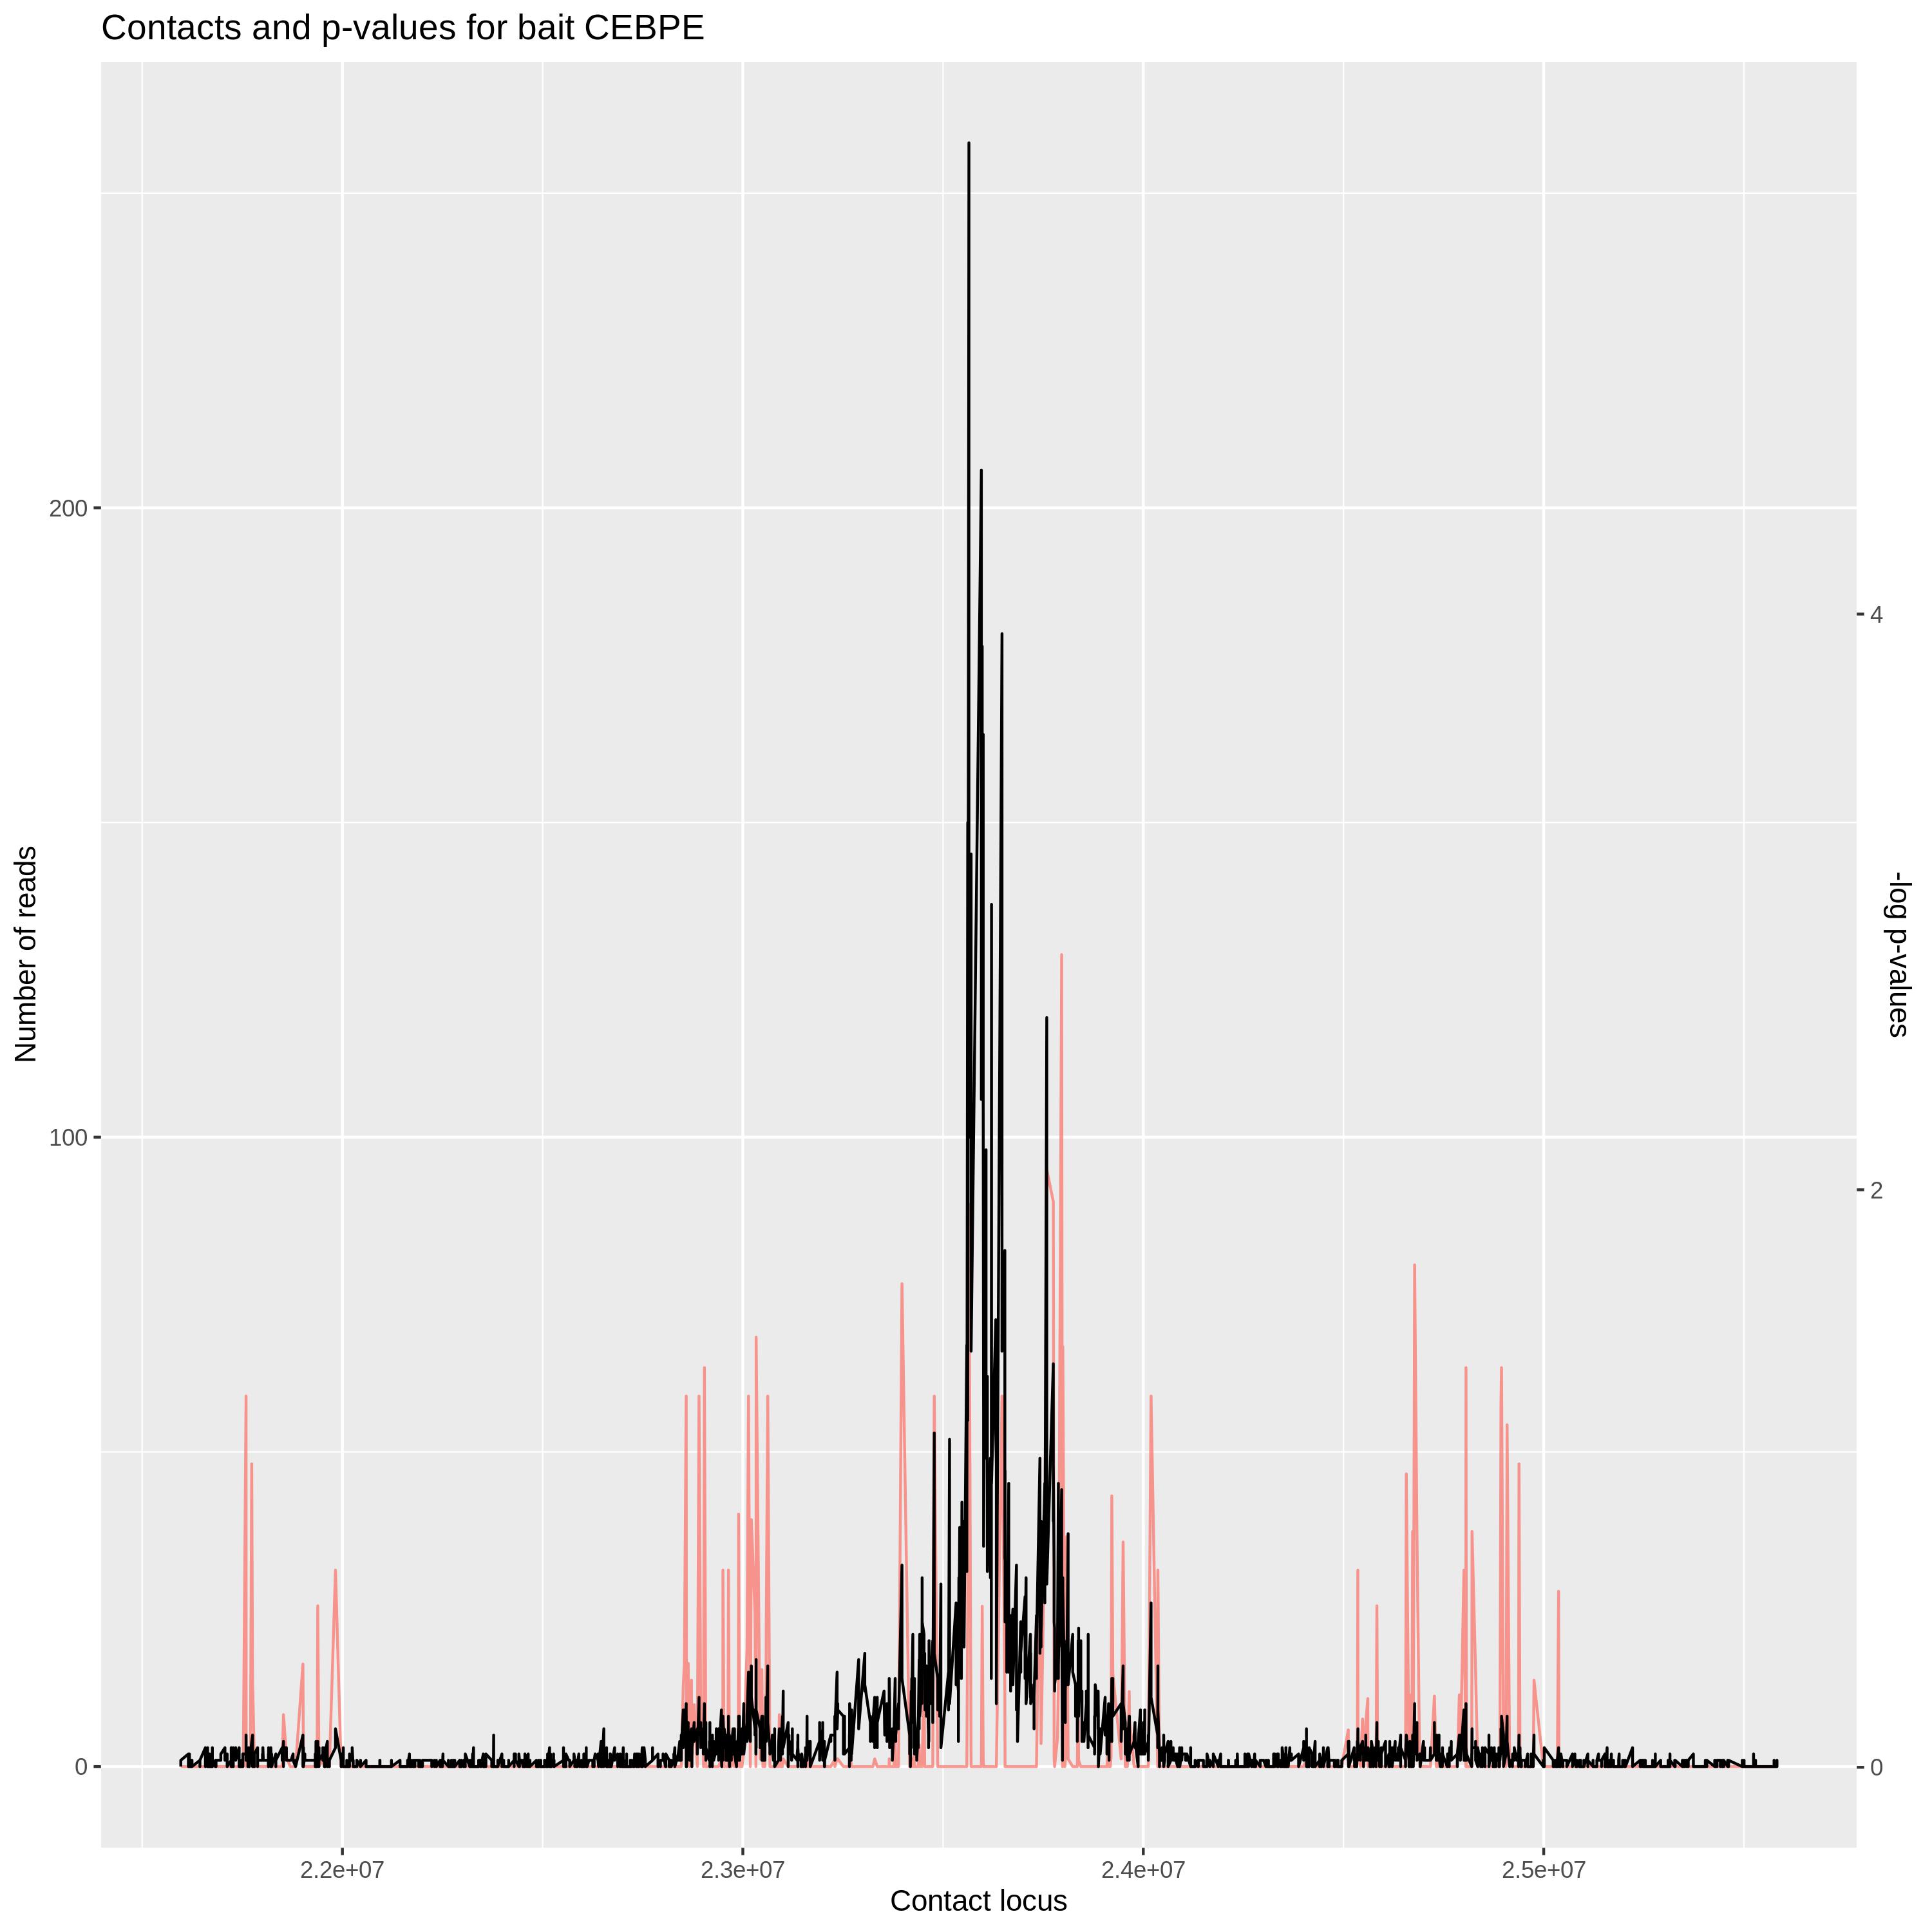 Contacts and p-values for bait CEBPE
200
100
0
Number of reads
4
2
0
-log p-values
2.2e+07
2.3e+07
2.4e+07
2.5e+07
Contact locus